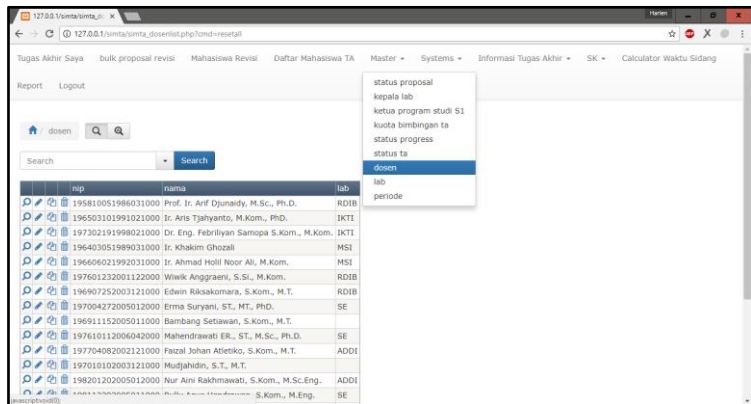 127.0.0.1/simta/simta_do
Harlen
127.0.0.1/simta/simta_dosenlist.php?cmd=resetall
Tugas Akhir Saya bulk proposal revisi Mahasiswa Revisi Daftar Mahasiswa TA Master Systems Informasi Tugas Akhir SK Calculator Waktu Sidang
Report Logout
status proposal
kepala lab
ketua program studi S1
kuota bimbingan ta
status progress
status ta
dosen
lab
periode
/ dosen
Search Search
nip nama lab
195810051986031000 Prof. Ir. Arif Djunaidy, M.Sc., Ph.D. RDIB
196503101991021000 Ir. Aris Tjahyanto, M.Kom., PhD. IKTI
197302191998021000 Dr. Eng. Febriliyan Samopa S.Kom., M.Kom. IKTI
196403051989031000 Ir. Khakim Ghozali MSI
196606021992031000 Ir. Ahmad Holil Noor Ali, M.Kom. MSI
197601232001122000 Wiwik Anggraeni, S.Si., M.Kom. RDIB
196907252003121000 Edwin Riksakomara, S.Kom., M.T. RDIB
197004272005012000 Erma Suryani, ST., MT., PhD. SE
196911152005011000 Bambang Setiawan, S.Kom., M.T.
197610112006042000 Mahendrawati ER., ST., M.Sc., Ph.D. SE
197704082002121000 Faizal Johan Atletiko, S.Kom., M.T. ADDI
197010102003121000 Mudjahidin, S.T., M.T.
198201202005012000 Nur Aini Rakhmawati, S.Kom., M.Sc.Eng. ADDI
S.Kom., M.Eng. SE
javascript:void(0);